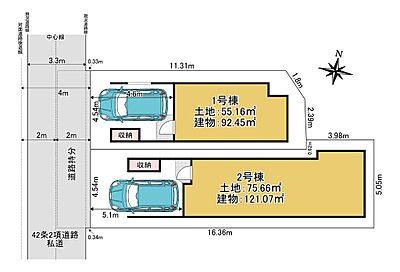 中心線
3.3m
0.33m
11.31m
1.8m
N
4m
4.6m
4.54m
1号棟
土地:55.16㎡
建物:92.45㎡
2.39m
収納
2m
2m
3.98m
道路持分
収納
2号棟
土地:75.66㎡
建物:121.07㎡
4.54m
5.05m
5.1m
42条2項道路
私道
0.34m
16.36m